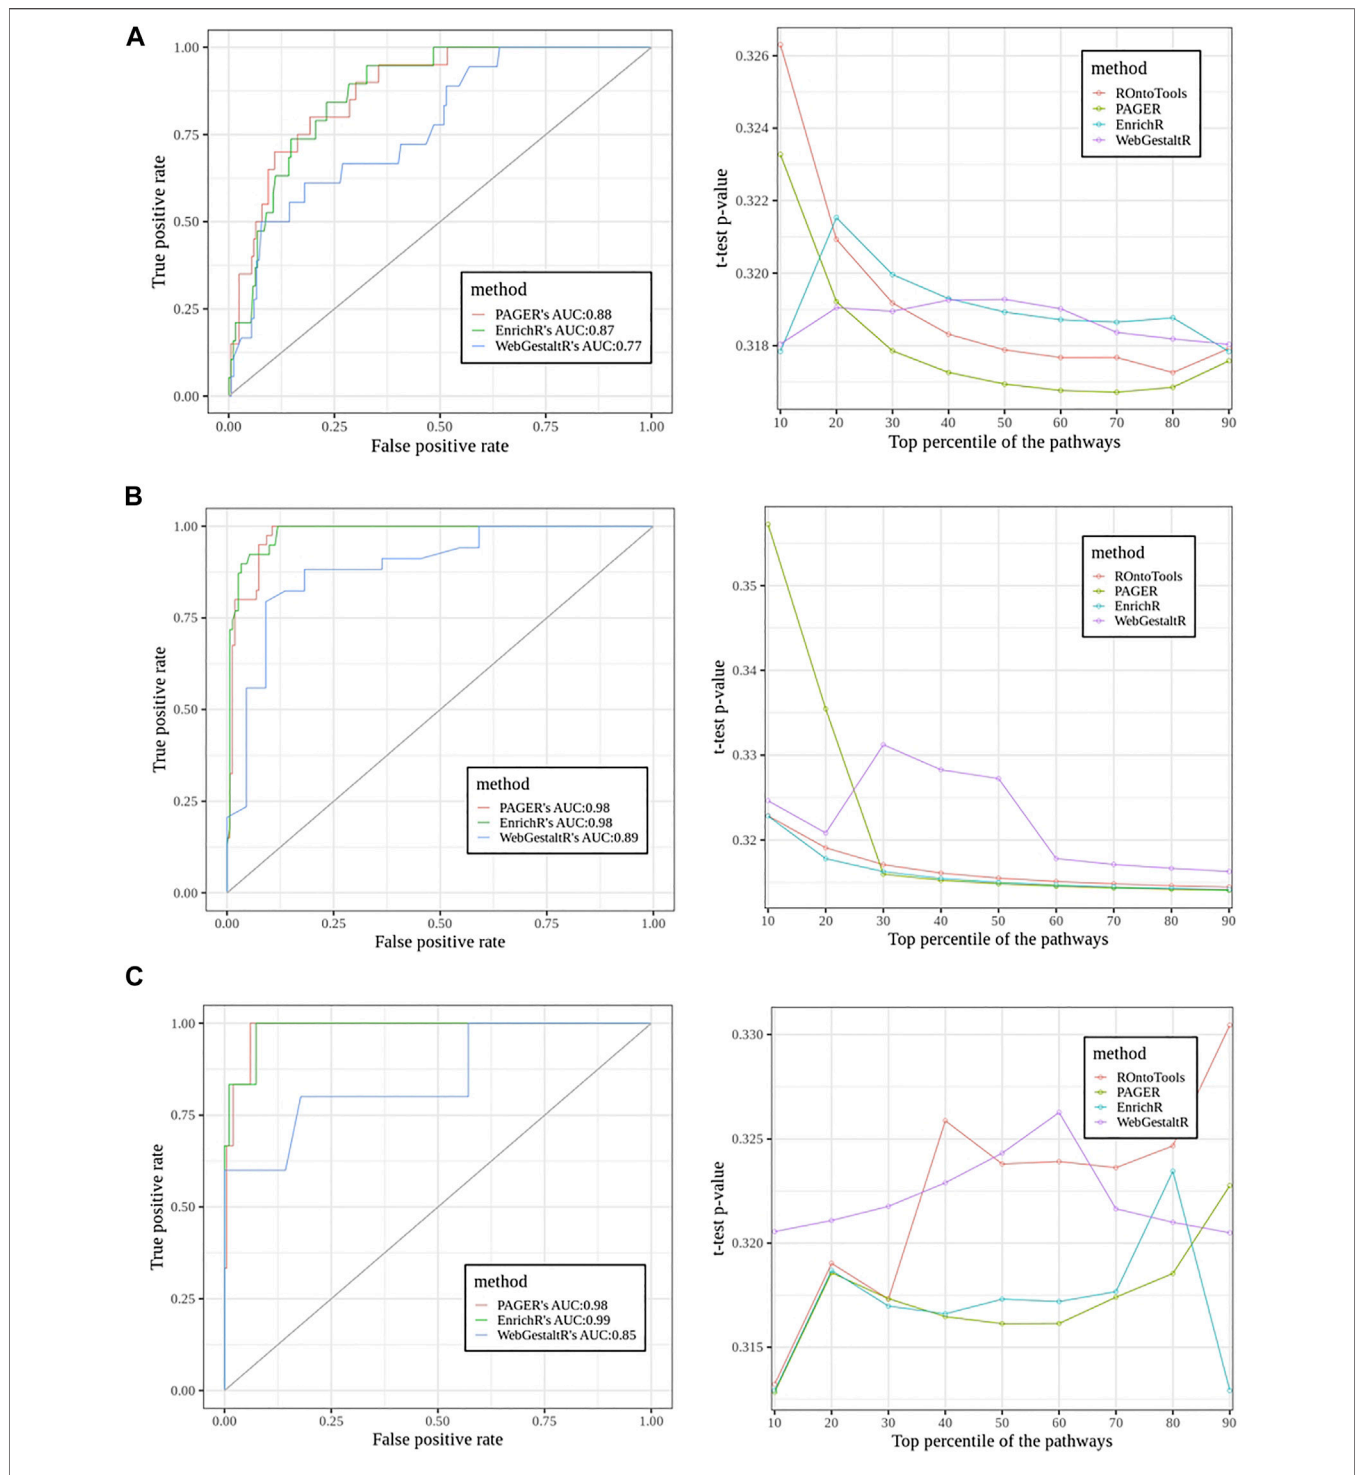 A
1.00
0.75
0.50
0.25
0.00
True positive rate
0.00 0.25 0.50 0.75 1.00
False positive rate
method
PAGER's AUC:0.88
EnrichR's AUC:0.87
WebGestaltR's AUC:0.77
0.326
0.324
0.322
0.320
0.318
t-test p-value
10 20 30 40 50 60 70 80 90
Top percentile of the pathways
method
ROntoTools
PAGER
EnrichR
WebGestaltR
B
1.00
0.75
0.50
0.25
0.00
True positive rate
0.00 0.25 0.50 0.75 1.00
False positive rate
method
PAGER's AUC:0.98
EnrichR's AUC:0.98
WebGestaltR's AUC:0.89
0.35
0.34
0.33
0.32
t-test p-value
10 20 30 40 50 60 70 80 90
Top percentile of the pathways
method
ROntoTools
PAGER
EnrichR
WebGestaltR
C
1.00
0.75
0.50
0.25
0.00
True positive rate
0.00 0.25 0.50 0.75 1.00
False positive rate
method
PAGER's AUC:0.98
EnrichR's AUC:0.99
WebGestaltR's AUC:0.85
0.330
0.325
0.320
0.315
t-test p-value
10 20 30 40 50 60 70 80 90
Top percentile of the pathways
method
ROntoTools
PAGER
EnrichR
WebGestaltR